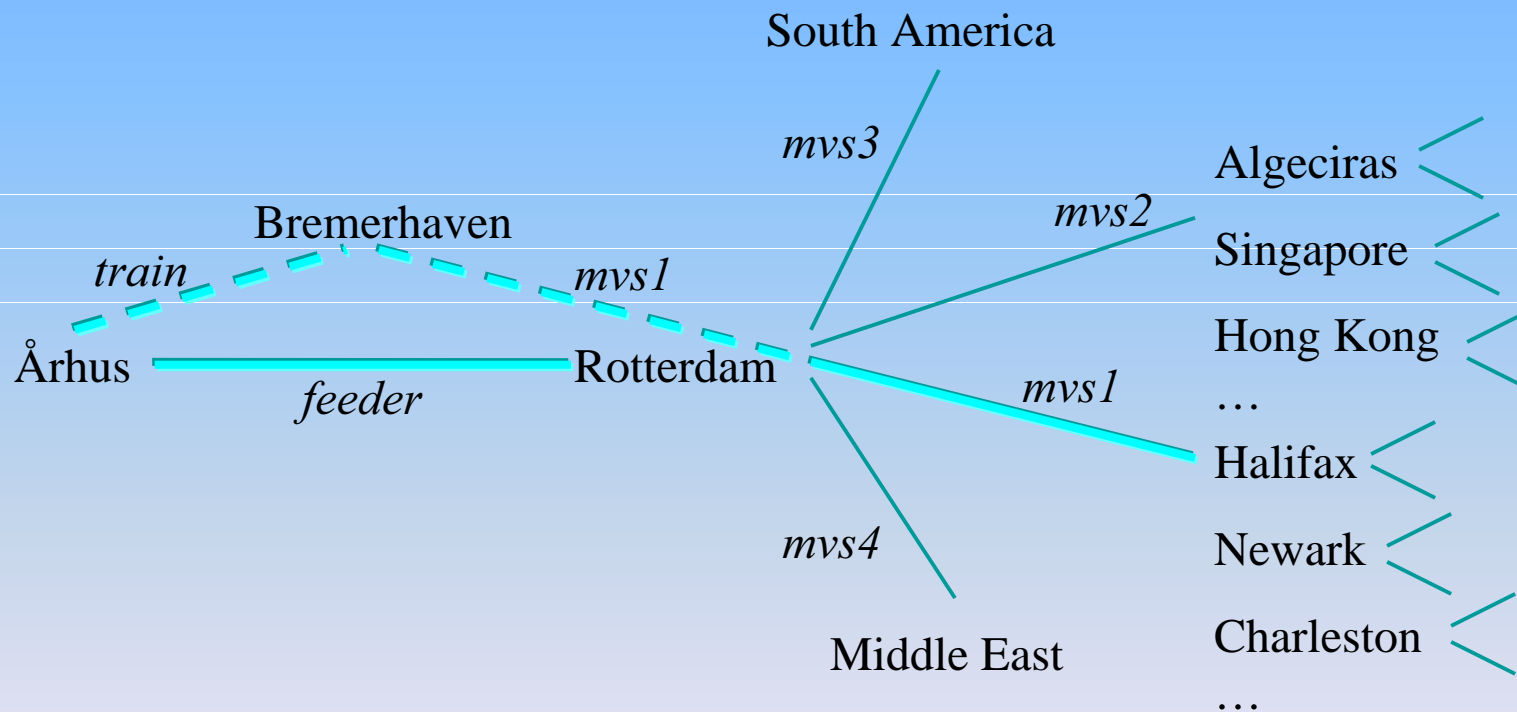 South America
mvs3
Algeciras
Bremerhaven
mvs2
Singapore
train
mvs1
Hong Kong
Århus
Rotterdam
feeder
mvs1
…
Halifax
mvs4
Newark
Middle East
Charleston
…